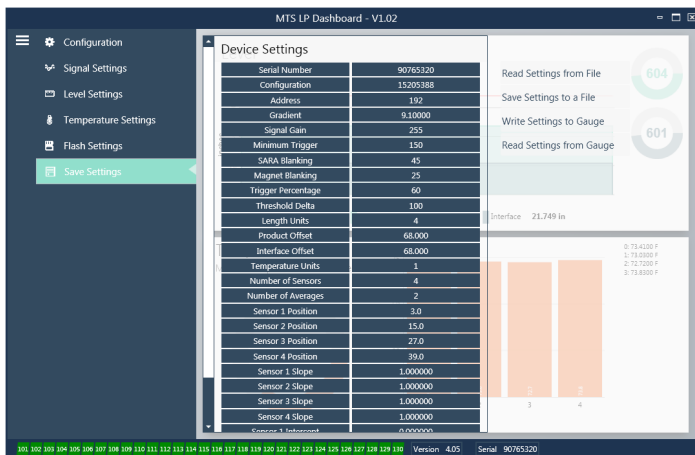 MTS LP Dashboard - V1.02
Configuration
Signal Settings
Level Settings
Temperature Settings
Flash Settings
Save Settings
Device Settings
Serial Number 90765320
Configuration 15205388
Address 192
Gradient 9.10000
Signal Gain 255
Minimum Trigger 150
SARA Blanking 45
Magnet Blanking 25
Trigger Percentage 60
Threshold Delta 100
Length Units 4
Product Offset 68.000
Interface Offset 68.000
Temperature Units 1
Number of Sensors 4
Number of Averages 2
Sensor 1 Position 3.0
Sensor 2 Position 15.0
Sensor 3 Position 27.0
Sensor 4 Position 39.0
Sensor 1 Slope 1.000000
Sensor 2 Slope 1.000000
Sensor 3 Slope 1.000000
Sensor 4 Slope 1.000000
Sensor 1 Intercept 0.000000
Read Settings from File
Save Settings to a File
Write Settings to Gauge
Read Settings from Gauge
604
601
Interface 21.749 in
0: 73.4100 F
1: 73.0300 F
2: 72.7200 F
3: 73.8300 F
3 4
101 102 103 104 105 106 107 108 109 110 111 112 113 114 115 116 117 118 119 120 121 122 123 124 125 126 127 128 129 130 Version 4.05 Serial 90765320